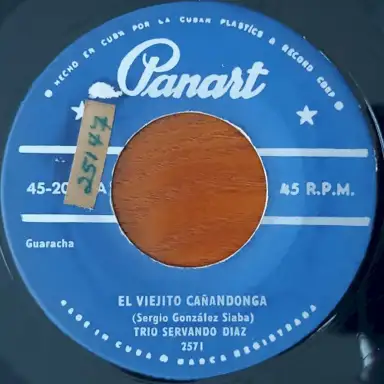 HECHO EN CUBA POR LA CUBAN PLASTICS & RECORD CORP.
Panart
25147
45-20
A
45 R.P.M.
Guaracha
EL VIEJITO CAÑANDONGA
(Sergio González Siaba)
TRIO SERVANDO DIAZ
2571
MADE IN CUBA MARCA REGISTRADA